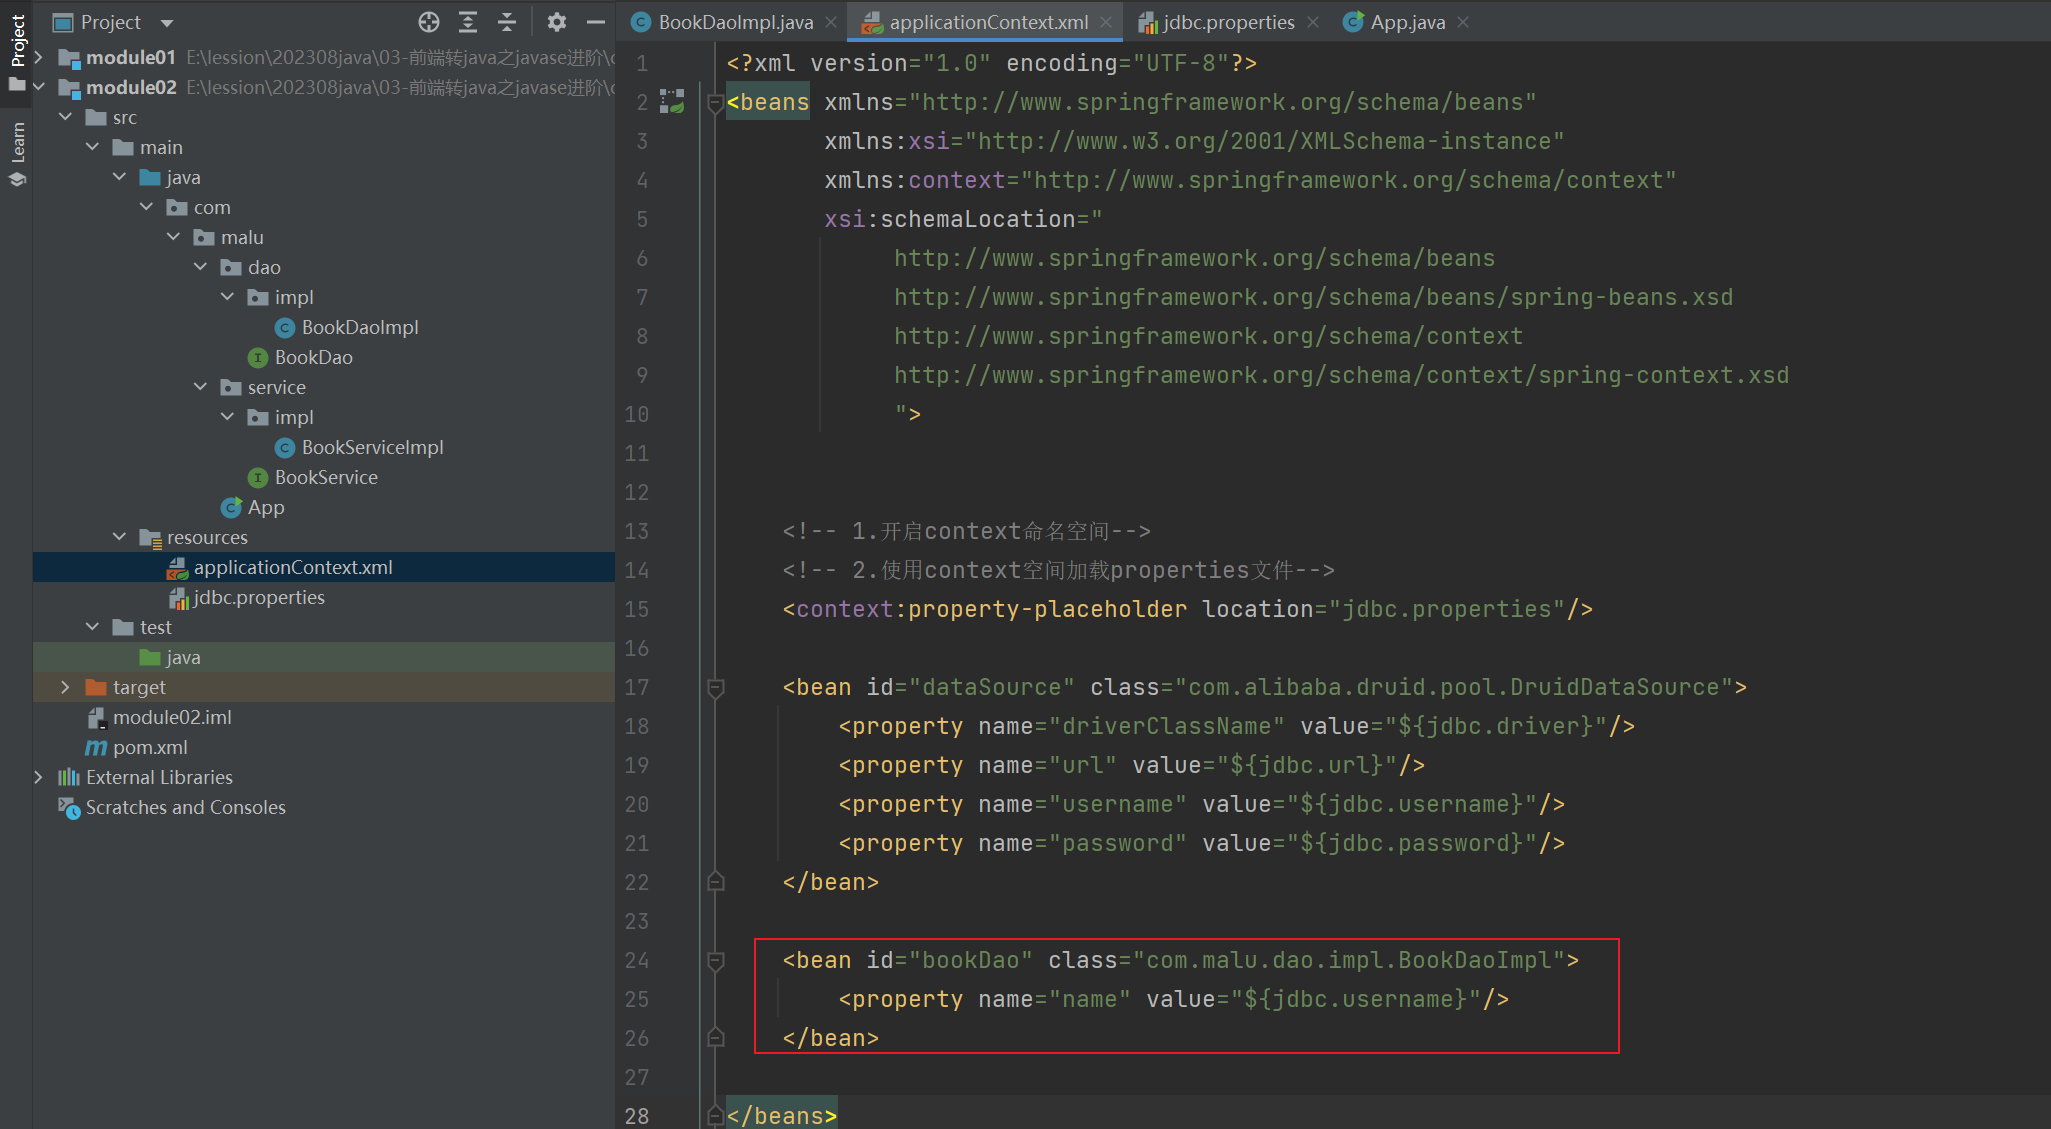 Project
BookDaoImpl.java
applicationContext.xml
jdbc.properties
App.java
Project
Learn
module01 E:\lession\202308java\03-前端转java之javase进阶\
module02 E:\lession\202308java\03-前端转java之javase进阶\
src
main
java
com
malu
dao
impl
BookDaoImpl
BookDao
service
impl
BookServiceImpl
BookService
App
resources
applicationContext.xml
jdbc.properties
test
java
target
module02.iml
pom.xml
External Libraries
Scratches and Consoles
1 <?xml version="1.0" encoding="UTF-8"?>
2 <beans xmlns="http://www.springframework.org/schema/beans"
3 xmlns:xsi="http://www.w3.org/2001/XMLSchema-instance"
4 xmlns:context="http://www.springframework.org/schema/context"
5 xsi:schemaLocation="
6 http://www.springframework.org/schema/beans
7 http://www.springframework.org/schema/beans/spring-beans.xsd
8 http://www.springframework.org/schema/context
9 http://www.springframework.org/schema/context/spring-context.xsd
10 ">
11
12
13 <!-- 1.开启context命名空间-->
14 <!-- 2.使用context空间加载properties文件-->
15 <context:property-placeholder location="jdbc.properties"/>
16
17 <bean id="dataSource" class="com.alibaba.druid.pool.DruidDataSource">
18 <property name="driverClassName" value="${jdbc.driver}"/>
19 <property name="url" value="${jdbc.url}"/>
20 <property name="username" value="${jdbc.username}"/>
21 <property name="password" value="${jdbc.password}"/>
22 </bean>
23
24 <bean id="bookDao" class="com.malu.dao.impl.BookDaoImpl">
25 <property name="name" value="${jdbc.username}"/>
26 </bean>
27
28 </beans>